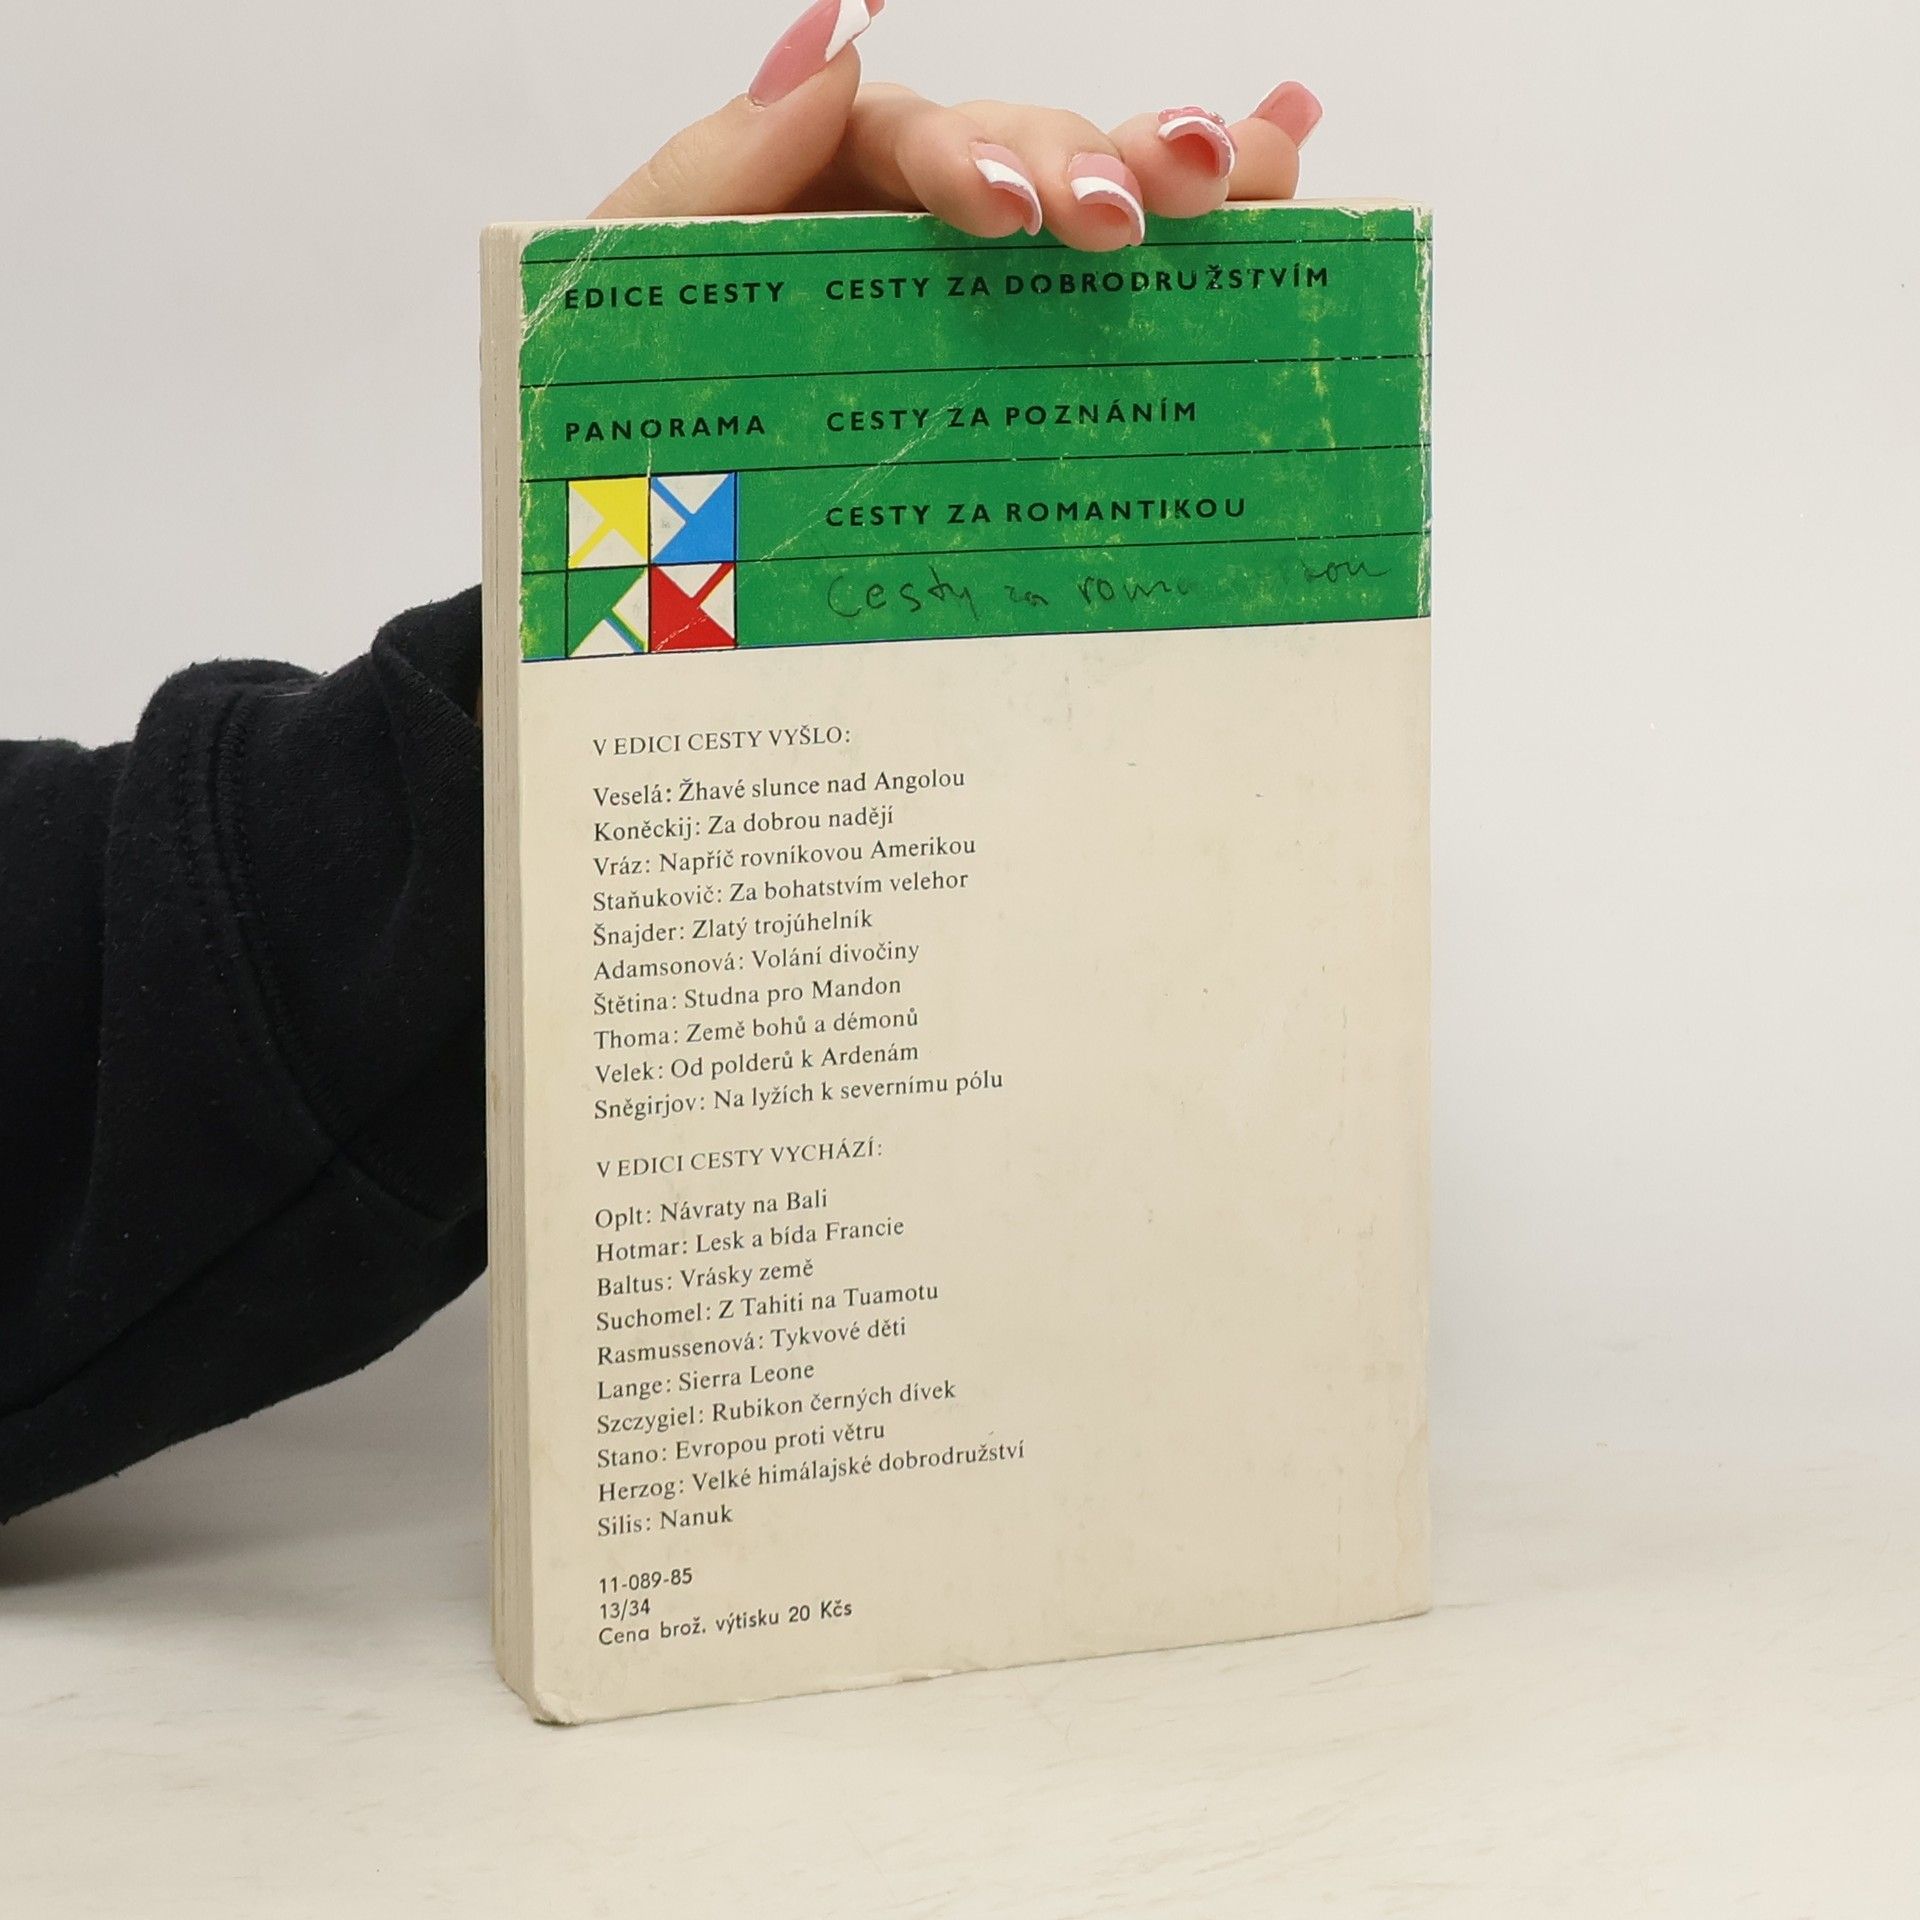 EDICE CESTY CESTY ZA DOBRODRUŽSTVÍM
PANORAMA CESTY ZA POZNÁNÍM
CESTY ZA ROMANTIKOU
Cesty za
V EDICI CESTY VYŠLO:
Veselá: Žhavé slunce nad Angolou
Koněckij: Za dobrou nadějí
Vráz: Napříč rovníkovou Amerikou
Staňukovič: Za bohatstvím velehor
Šnajder: Zlatý trojúhelník
Adamsonová: Volání divočiny
Štětina: Studna pro Mandon
Thoma: Země bohů a démonů
Velek: Od polderů k Ardenám
Sněgirjov: Na lyžích k severnímu pólu
V EDICI CESTY VYCHÁZÍ:
Oplt: Návraty na Bali
Hotmar: Lesk a bída Francie
Baltus: Vrásky země
Suchomel: Z Tahiti na Tuamotu
Rasmussenová: Tykvové děti
Lange: Sierra Leone
Szczygiel: Rubikon černých dívek
Stano: Evropou proti větru
Herzog: Velké himálajské dobrodružství
Silis: Nanuk
11-089-85
13/34
Cena brož. výtisku 20 Kčs